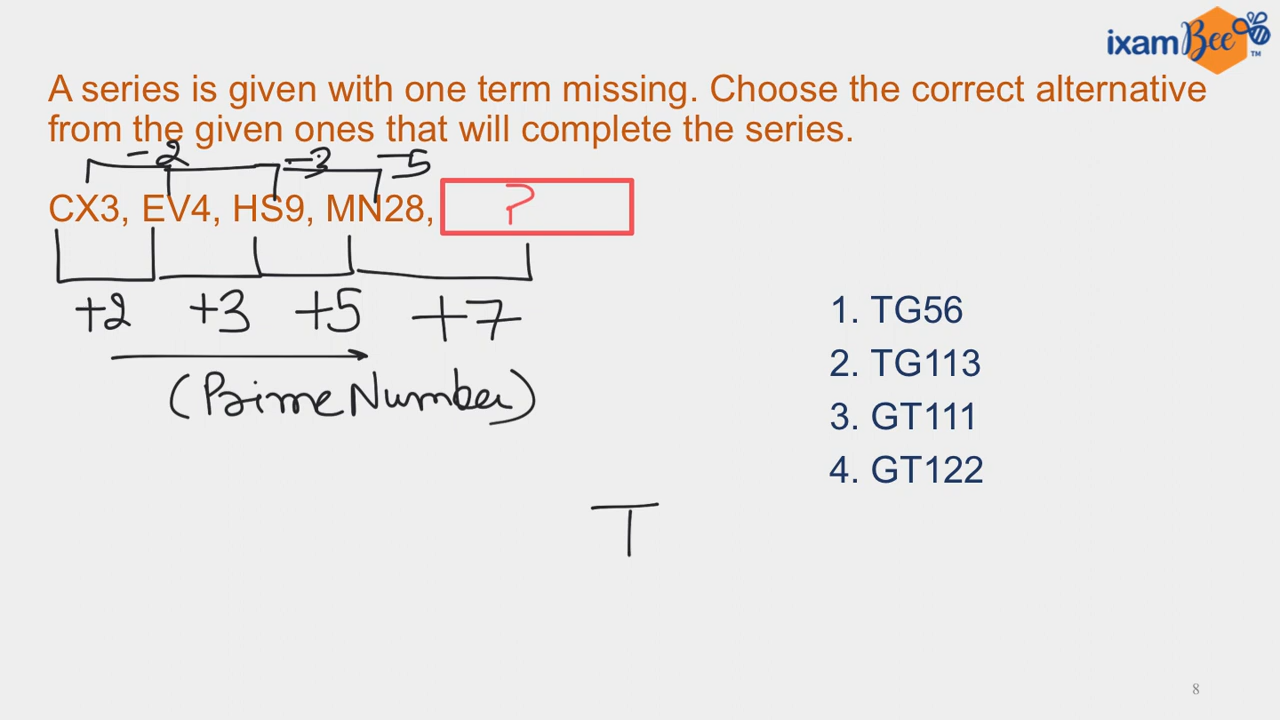 ixamBee
TM
A series is given with one term missing. Choose the correct alternative
from the given ones that will complete the series.
-2 -3 -5
CX3, EV4, HS9, MN28, ?
+2 +3 +5 +7
(Prime Number)
1. TG56
2. TG113
3. GT111
4. GT122
T
8